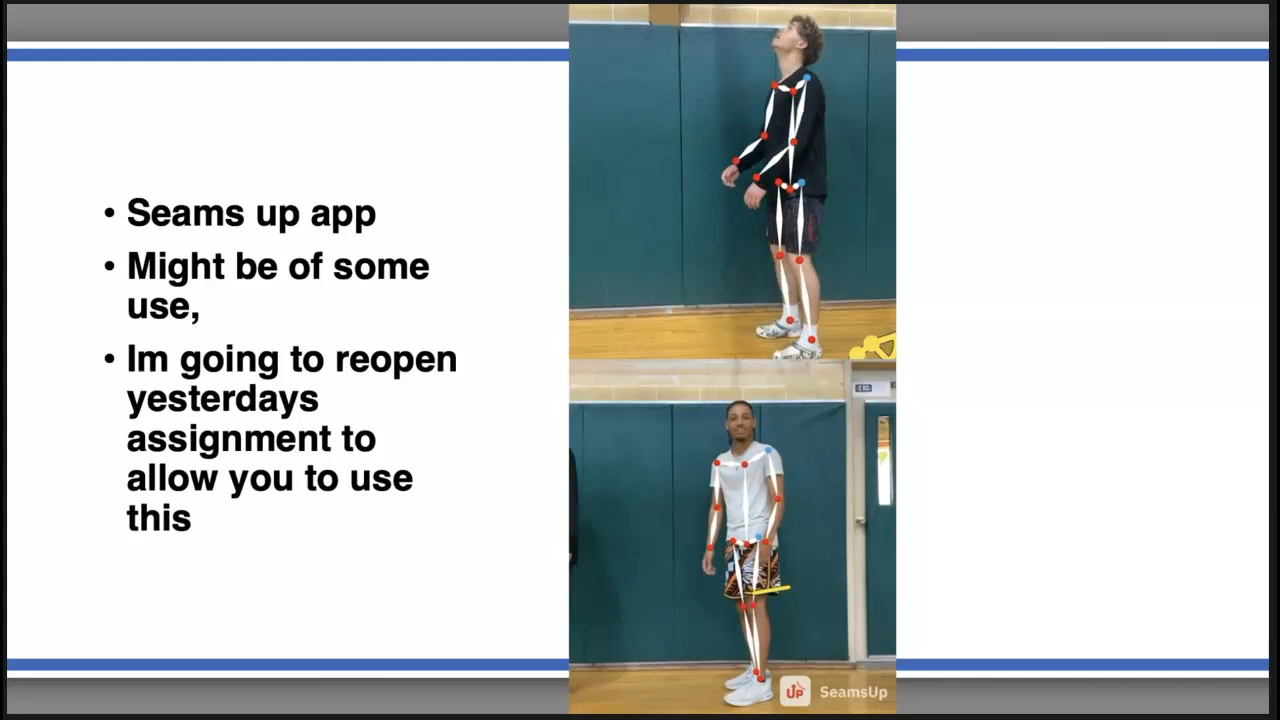 • Seams up app
• Might be of some
use,
• Im going to reopen
yesterdays
assignment to
allow you to use
this
UP SeamsUp